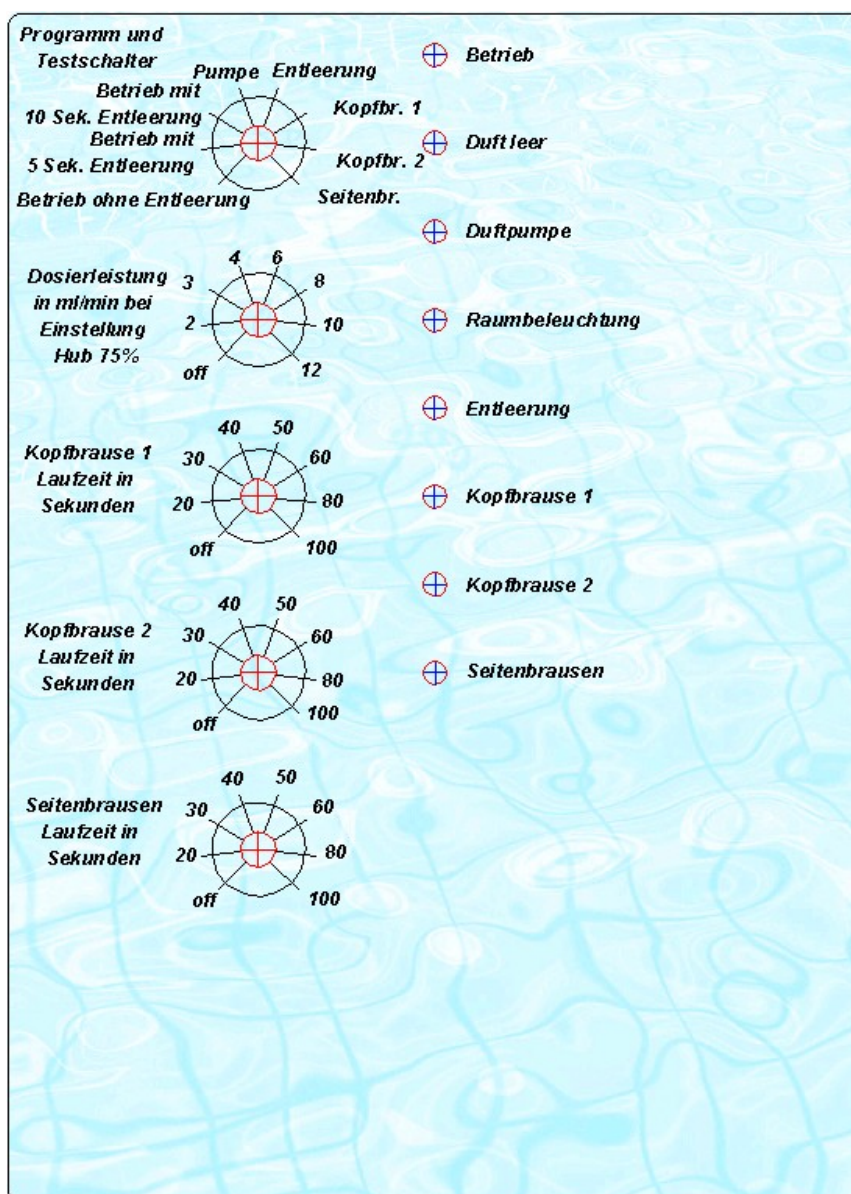 Programm und
Testschalter
Pumpe
Entleerung
Betrieb mit
10 Sek. Entleerung
Kopfbr. 1
Betrieb mit
5 Sek. Entleerung
Kopfbr. 2
Betrieb ohne Entleerung
Seitenbr.
Dosierleistung
in ml/min bei
Einstellung
Hub 75%
4
6
3
8
2
10
off
12
Kopfbrause 1
Laufzeit in
Sekunden
40
50
30
60
20
80
off
100
Kopfbrause 2
Laufzeit in
Sekunden
40
50
30
60
20
80
off
100
Seitenbrausen
Laufzeit in
Sekunden
40
50
30
60
20
80
off
100
Betrieb
Duft leer
Duftpumpe
Raumbeleuchtung
Entleerung
Kopfbrause 1
Kopfbrause 2
Seitenbrausen